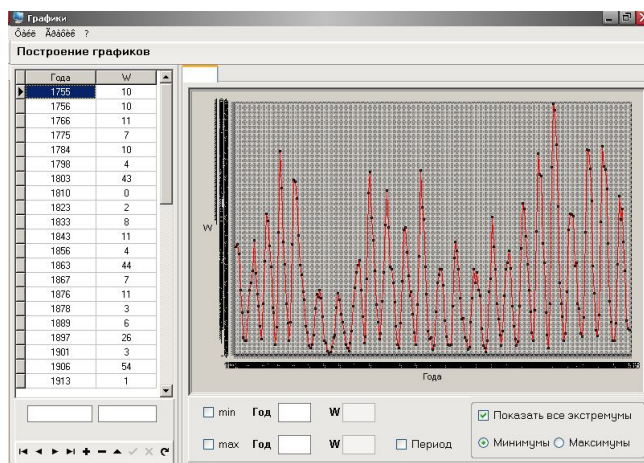 Графики
Ôàéë Ãðàôèê ?
Построение графиков
Года W
1755 10
1756 10
1766 11
1775 7
1784 10
1798 4
1803 43
1810 0
1823 2
1833 8
1843 11
1856 4
1863 44
1867 7
1876 11
1878 3
1889 6
1897 26
1901 3
1906 54
1913 1
W
Года
min Год W
max Год W Период
Показать все экстремумы
Минимумы Максимумы